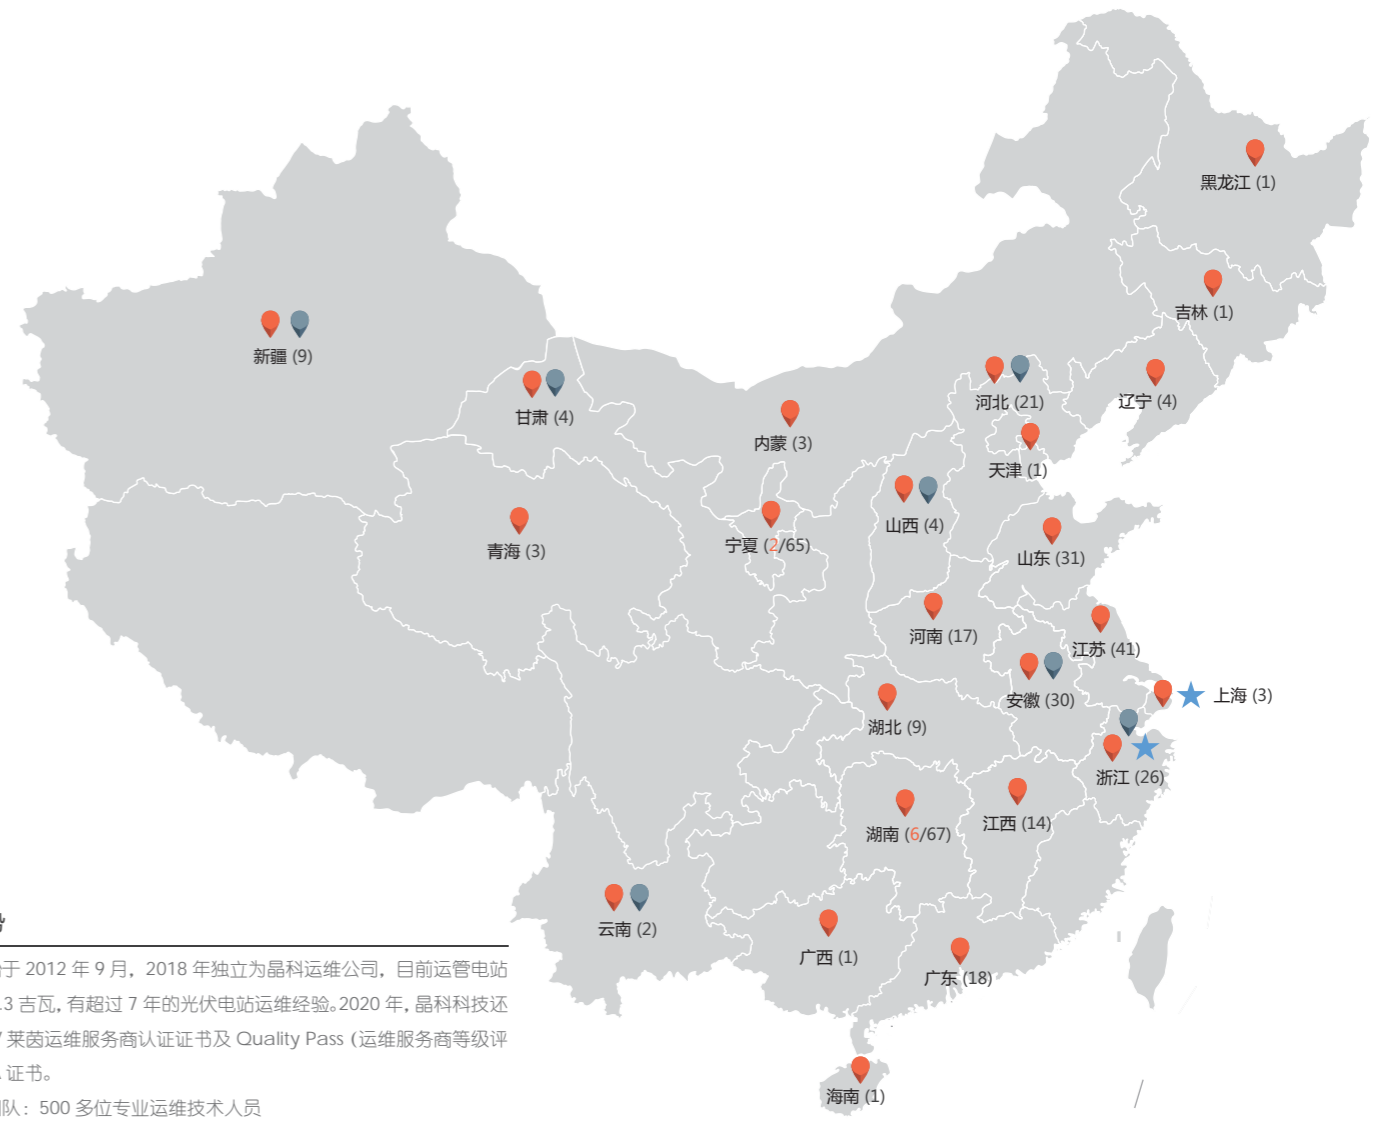 黑龙江 (1)
吉林 (1)
新疆 (9)
辽宁 (4)
河北 (21)
甘肃 (4)
内蒙 (3)
天津 (1)
山西 (4)
宁夏 (2/65)
青海 (3)
山东 (31)
河南 (17)
江苏 (41)
安徽 (30)
上海 (3)
湖北 (9)
浙江 (26)
江西 (14)
湖南 (6/67)
云南 (2)
广西 (1)
广东 (18)
海南 (1)
于 2012 年 9 月，2018 年独立为晶科运维公司，目前运管电站
3 吉瓦，有超过 7 年的光伏电站运维经验。2020 年，晶科科技还
莱茵运维服务商认证证书及 Quality Pass（运维服务商等级评
证书。
队：500 多位专业运维技术人员